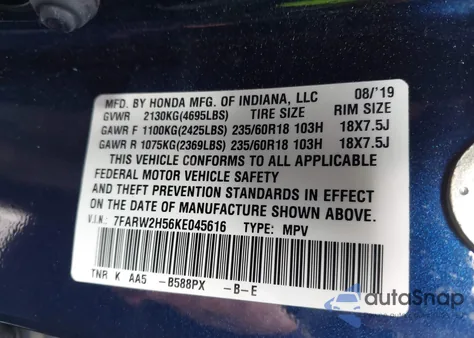 MFD. BY HONDA MFG. OF INDIANA, LLC 08/'19
GVWR 2130KG(4695LBS) TIRE SIZE RIM SIZE
GAWR F 1100KG(2425LBS) 235/60R18 103H 18X7.5J
GAWR R 1075KG(2369LBS) 235/60R18 103H 18X7.5J
THIS VEHICLE CONFORMS TO ALL APPLICABLE
FEDERAL MOTOR VEHICLE SAFETY
AND THEFT PREVENTION STANDARDS IN EFFECT
ON THE DATE OF MANUFACTURE SHOWN ABOVE.
V.I.N.: 7FARW2H56KE045616 TYPE: MPV
TNR K AA5 -B588PX -B-E
autoSnap